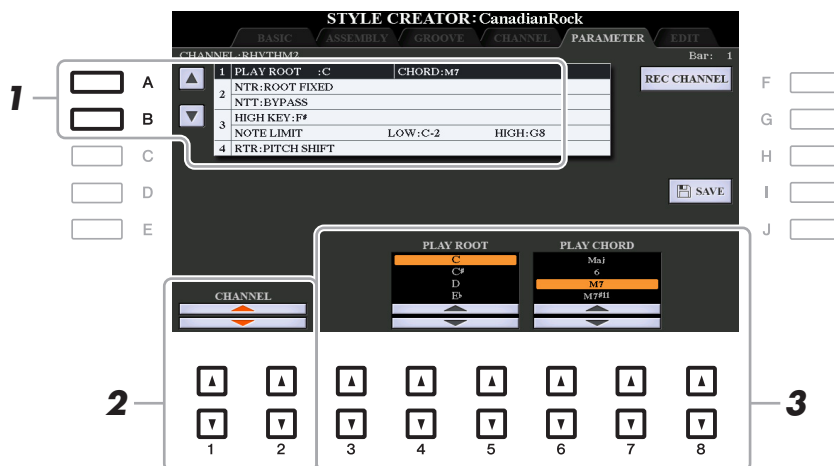 STYLE CREATOR:CanadianRock
BASIC ASSEMBLY GROOVE CHANNEL PARAMETER EDIT
CHANNEL:RHYTHM2 Bar: 1
1 PLAY ROOT :C CHORD:M7
2 NTR:ROOT FIXED
NTT:BYPASS
3 HIGH KEY:F♯
NOTE LIMIT LOW:C-2 HIGH:G8
4 RTR:PITCH SHIFT
REC CHANNEL
SAVE
1
A
B
C
D
E
F
G
H
I
J
PLAY ROOT
C
C♯
D
E♭
PLAY CHORD
Maj
6
M7
M7♯11
CHANNEL
2
3
1 2 3 4 5 6 7 8